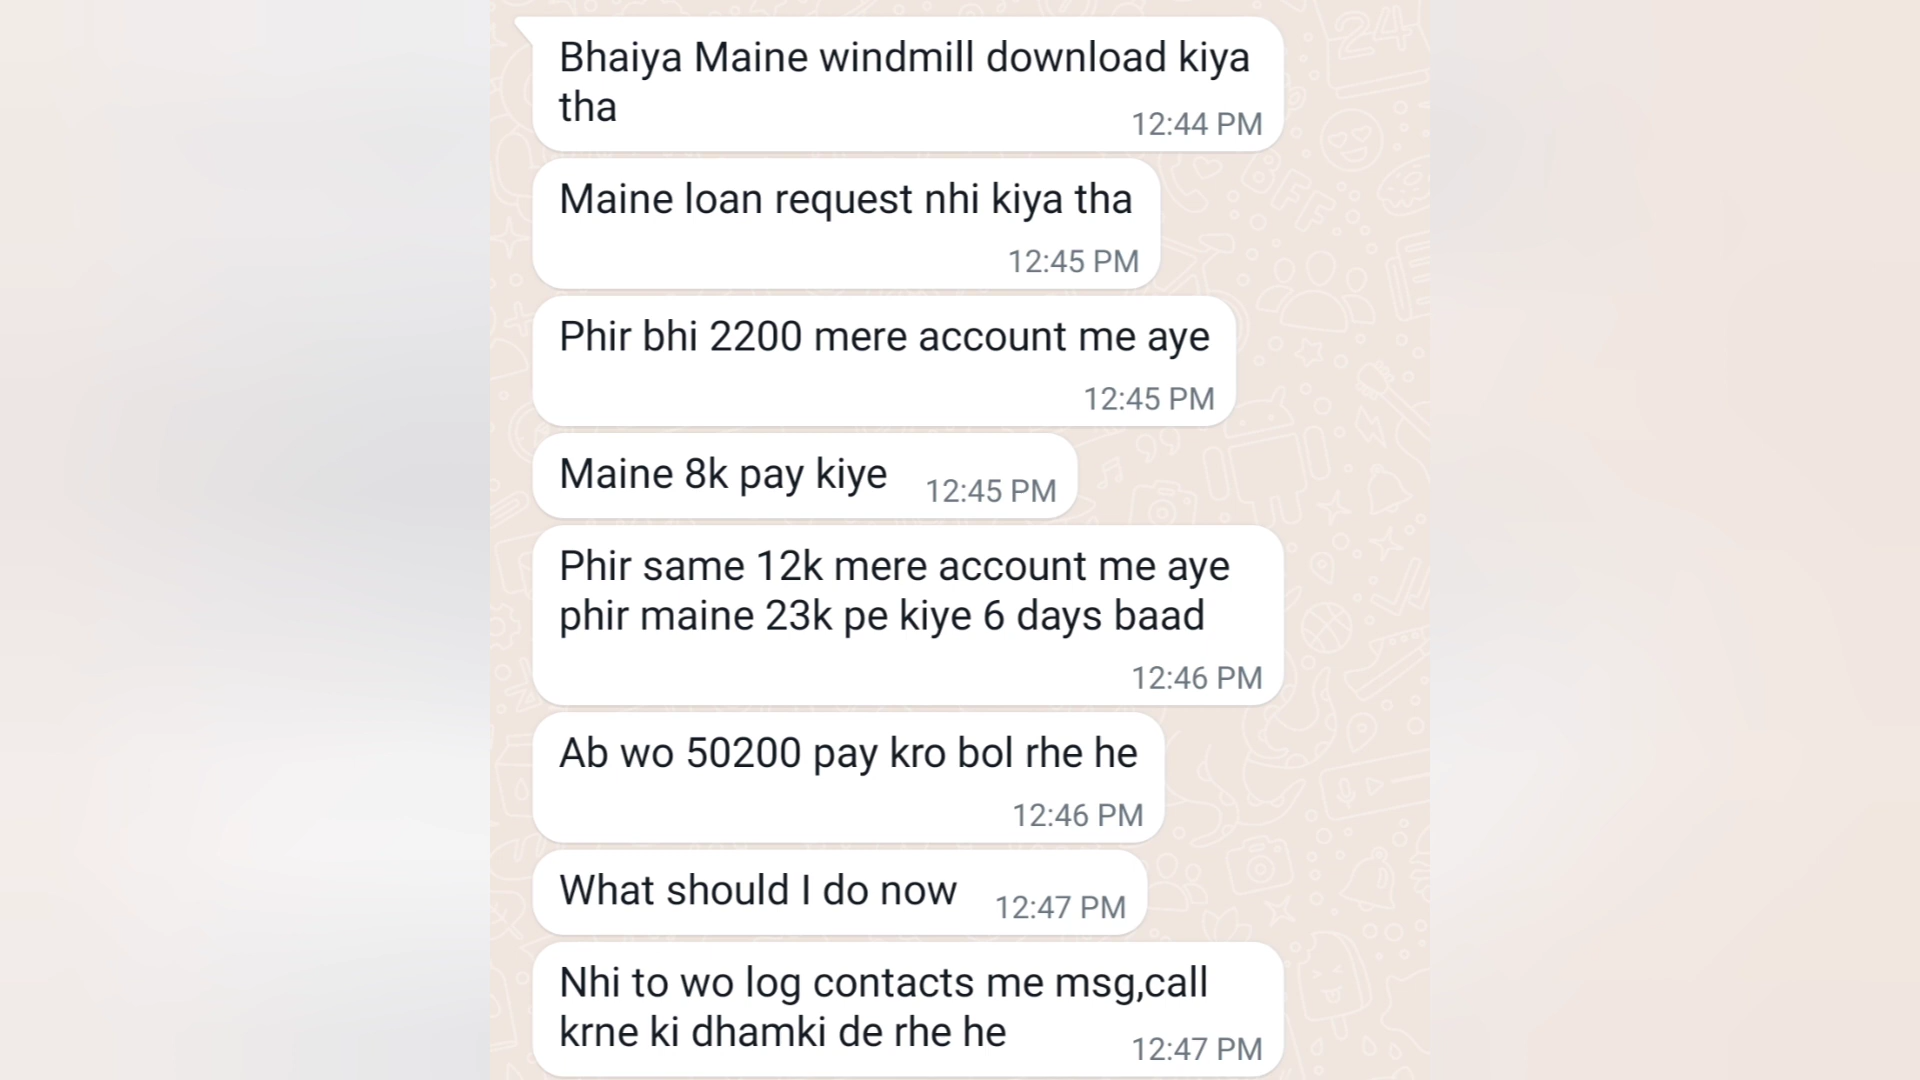 Bhaiya Maine windmill download kiya
tha
12:44 PM
Maine loan request nhi kiya tha
12:45 PM
Phir bhi 2200 mere account me aye
12:45 PM
Maine 8k pay kiye 12:45 PM
Phir same 12k mere account me aye
phir maine 23k pe kiye 6 days baad
12:46 PM
Ab wo 50200 pay kro bol rhe he
12:46 PM
What should I do now 12:47 PM
Nhi to wo log contacts me msg,call
krne ki dhamki de rhe he 12:47 PM